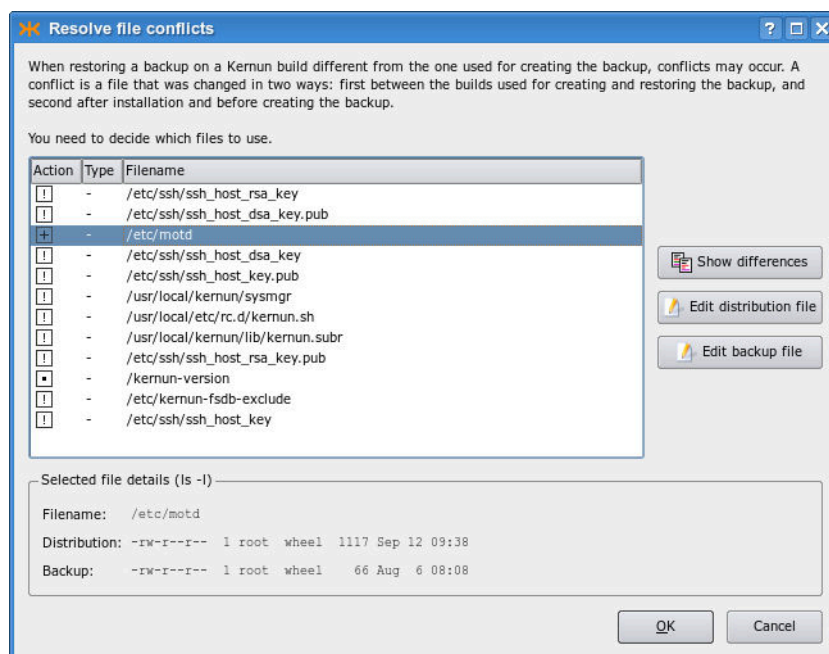 Resolve file conflicts
When restoring a backup on a Kernun build different from the one used for creating the backup, conflicts may occur. A
conflict is a file that was changed in two ways: first between the builds used for creating and restoring the backup, and
second after installation and before creating the backup.
You need to decide which files to use.
Action Type Filename
! - /etc/ssh/ssh_host_rsa_key
! - /etc/ssh/ssh_host_dsa_key.pub
+ - /etc/motd
! - /etc/ssh/ssh_host_dsa_key
! - /etc/ssh/ssh_host_key.pub
! - /usr/local/kernun/sysmgr
! - /usr/local/etc/rc.d/kernun.sh
! - /usr/local/kernun/lib/kernun.subr
! - /etc/ssh/ssh_host_rsa_key.pub
▪ - /kernun-version
! - /etc/kernun-fsdb-exclude
! - /etc/ssh/ssh_host_key
Show differences
Edit distribution file
Edit backup file
Selected file details (ls -l)
Filename: /etc/motd
Distribution: -rw-r--r-- 1 root wheel 1117 Sep 12 09:38
Backup: -rw-r--r-- 1 root wheel 66 Aug 6 08:08
OK Cancel